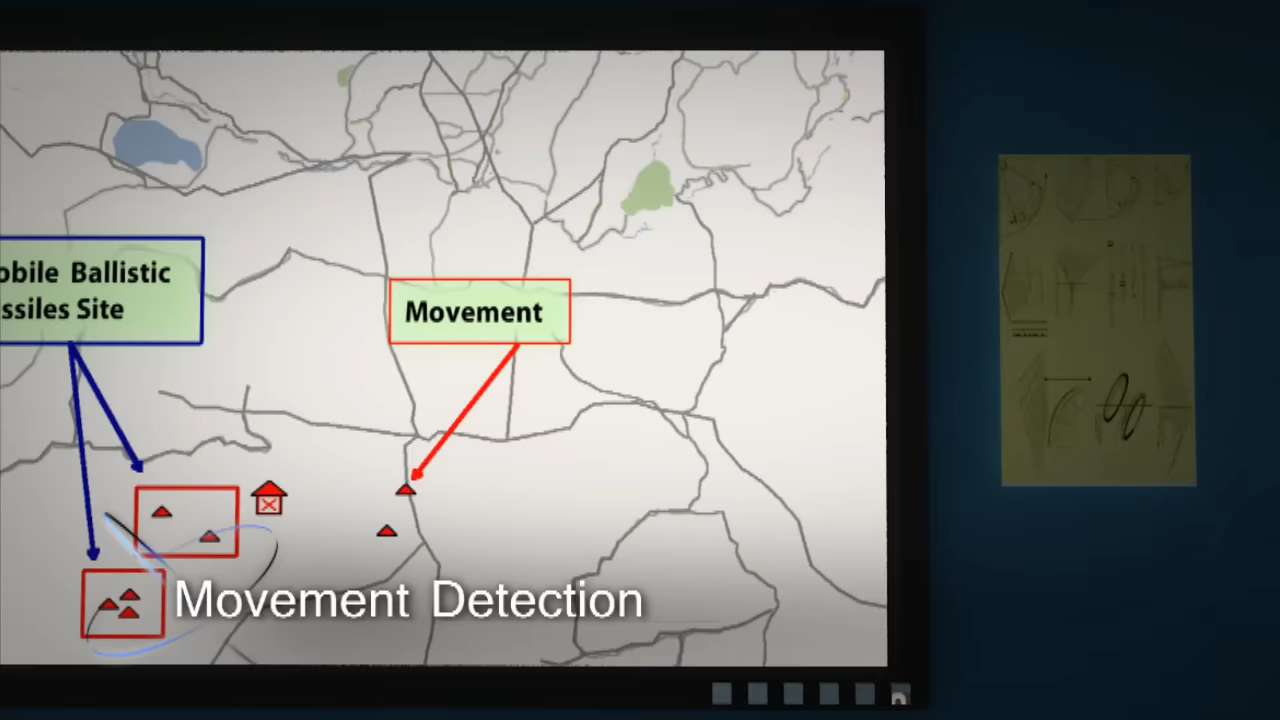 obile Ballistic
ssiles Site
Movement
Movement Detection